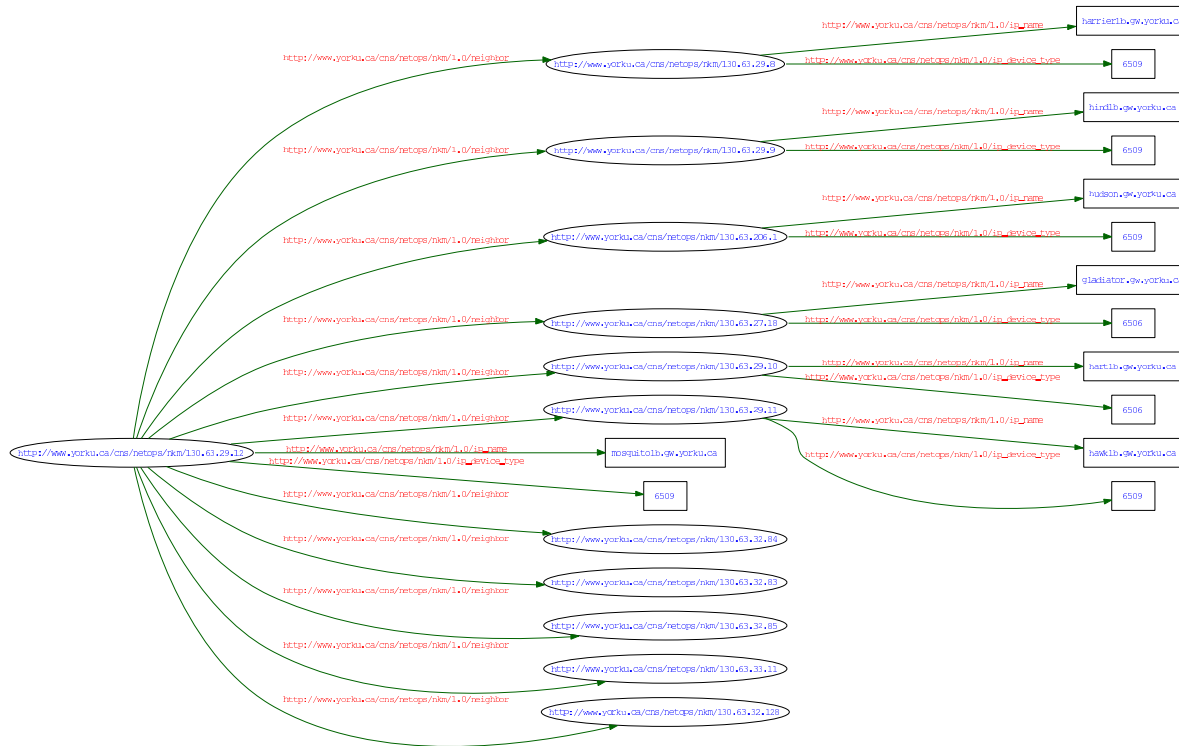 harrierlb.gw.yorku.ca
http://www.yorku.ca/cns/netops/nkm/1.0/ip_name
http://www.yorku.ca/cns/netops/nkm/1.0/neighbor
http://www.yorku.ca/cns/netops/nkm/130.63.29.8
http://www.yorku.ca/cns/netops/nkm/1.0/ip_device_type
6509
hindlb.gw.yorku.ca
http://www.yorku.ca/cns/netops/nkm/1.0/ip_name
http://www.yorku.ca/cns/netops/nkm/1.0/neighbor
http://www.yorku.ca/cns/netops/nkm/130.63.29.9
http://www.yorku.ca/cns/netops/nkm/1.0/ip_device_type
6509
hudson.gw.yorku.ca
http://www.yorku.ca/cns/netops/nkm/1.0/ip_name
http://www.yorku.ca/cns/netops/nkm/1.0/neighbor
http://www.yorku.ca/cns/netops/nkm/130.63.206.1
http://www.yorku.ca/cns/netops/nkm/1.0/ip_device_type
6509
gladiator.gw.yorku.ca
http://www.yorku.ca/cns/netops/nkm/1.0/ip_name
http://www.yorku.ca/cns/netops/nkm/1.0/neighbor
http://www.yorku.ca/cns/netops/nkm/130.63.27.18
http://www.yorku.ca/cns/netops/nkm/1.0/ip_device_type
6506
http://www.yorku.ca/cns/netops/nkm/1.0/neighbor
http://www.yorku.ca/cns/netops/nkm/130.63.29.10
http://www.yorku.ca/cns/netops/nkm/1.0/ip_name
hartlb.gw.yorku.ca
http://www.yorku.ca/cns/netops/nkm/1.0/ip_device_type
6506
http://www.yorku.ca/cns/netops/nkm/1.0/neighbor
http://www.yorku.ca/cns/netops/nkm/130.63.29.11
http://www.yorku.ca/cns/netops/nkm/1.0/ip_name
hawklb.gw.yorku.ca
http://www.yorku.ca/cns/netops/nkm/1.0/ip_device_type
6509
http://www.yorku.ca/cns/netops/nkm/130.63.29.12
http://www.yorku.ca/cns/netops/nkm/1.0/ip_name
mosquitolb.gw.yorku.ca
http://www.yorku.ca/cns/netops/nkm/1.0/ip_device_type
6509
http://www.yorku.ca/cns/netops/nkm/1.0/neighbor
http://www.yorku.ca/cns/netops/nkm/130.63.32.84
http://www.yorku.ca/cns/netops/nkm/1.0/neighbor
http://www.yorku.ca/cns/netops/nkm/130.63.32.83
http://www.yorku.ca/cns/netops/nkm/1.0/neighbor
http://www.yorku.ca/cns/netops/nkm/130.63.32.85
http://www.yorku.ca/cns/netops/nkm/1.0/neighbor
http://www.yorku.ca/cns/netops/nkm/130.63.33.11
http://www.yorku.ca/cns/netops/nkm/1.0/neighbor
http://www.yorku.ca/cns/netops/nkm/130.63.32.128